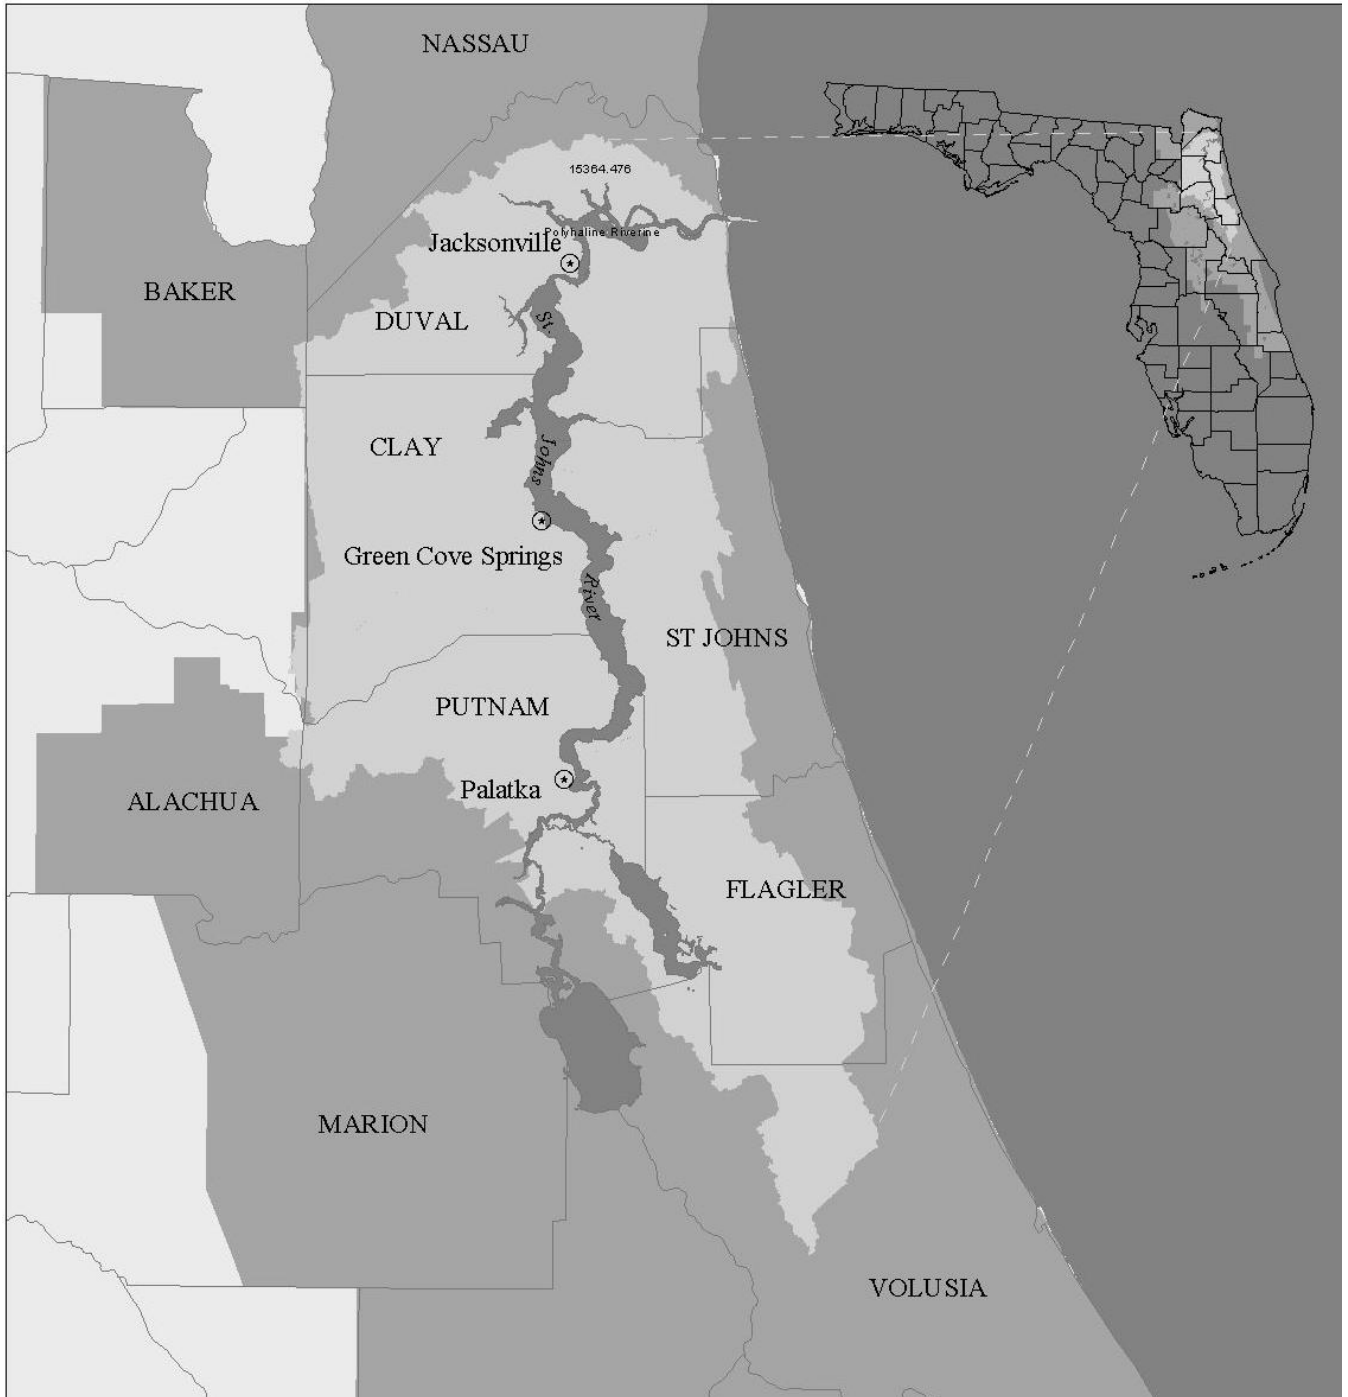 NASSAU
15364.476
Polyhaline Riverine
Jacksonville
BAKER
DUVAL
St.
CLAY
Johns
Green Cove Springs
River
ST JOHNS
PUTNAM
Palatka
ALACHUA
FLAGLER
MARION
VOLUSIA